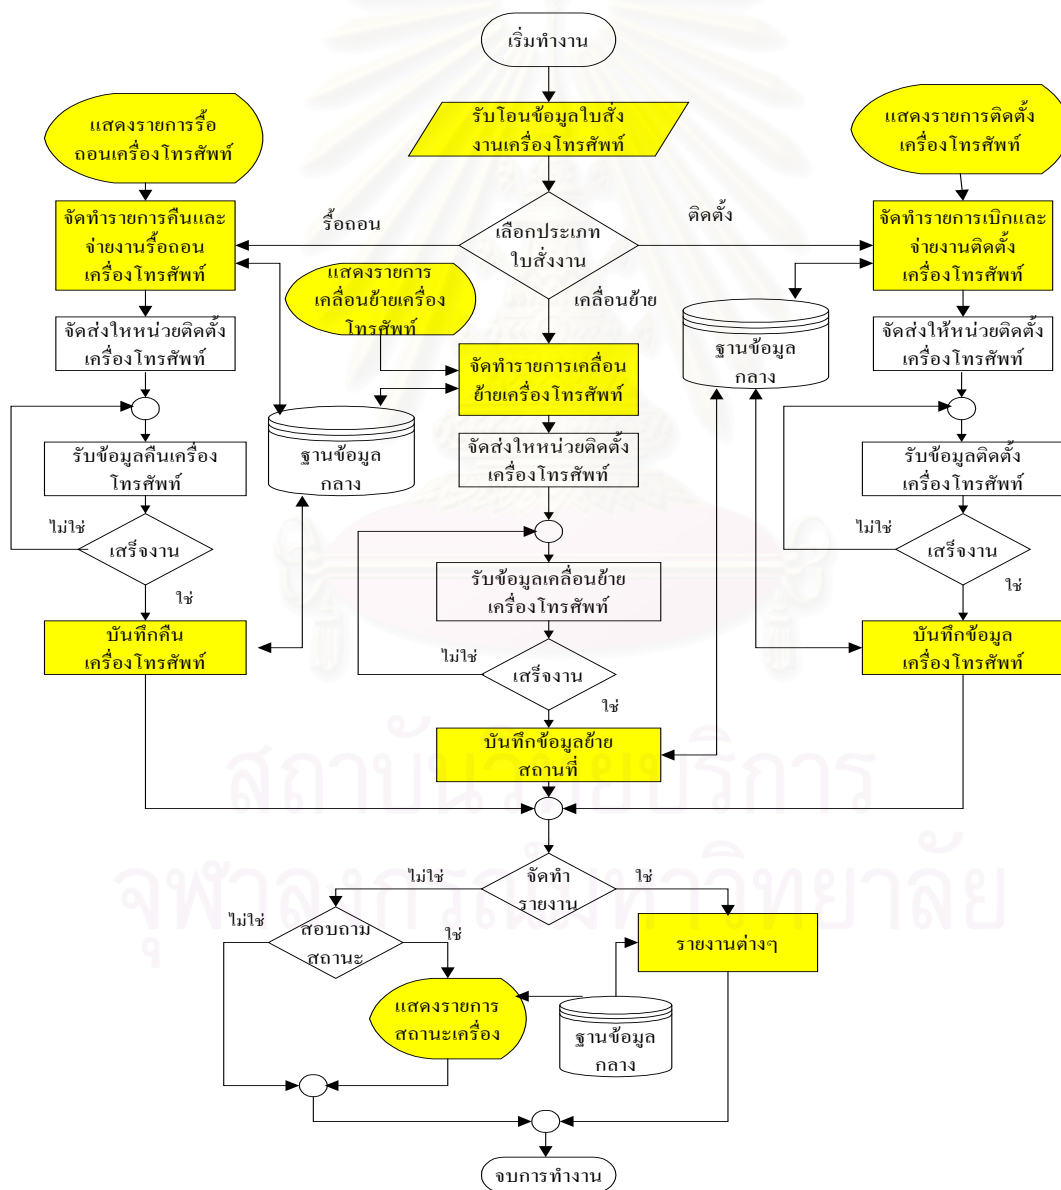 เริ่มทำงาน
รับโอนข้อมูลใบสั่ง
งานเครื่องโทรศัพท์
แสดงรายการรื้อ
ถอนเครื่องโทรศัพท์
แสดงรายการติดตั้ง
เครื่องโทรศัพท์
จัดทำรายการคืนและ
จ่ายงานรื้อถอน
เครื่องโทรศัพท์
รื้อถอน
เลือกประเภท
ใบสั่งงาน
ติดตั้ง
จัดทำรายการเบิกและ
จ่ายงานติดตั้ง
เครื่องโทรศัพท์
แสดงรายการ
เคลื่อนย้ายเครื่อง
โทรศัพท์
เคลื่อนย้าย
จัดส่งใหหน่วยติดตั้ง
เครื่องโทรศัพท์
ฐานข้อมูล
กลาง
จัดส่งให้หน่วยติดตั้ง
เครื่องโทรศัพท์
จัดทำรายการเคลื่อน
ย้ายเครื่องโทรศัพท์
ฐานข้อมูล
กลาง
จัดส่งใหหน่วยติดตั้ง
เครื่องโทรศัพท์
รับข้อมูลคืนเครื่อง
โทรศัพท์
รับข้อมูลติดตั้ง
เครื่องโทรศัพท์
ไม่ใช่
เสร็จงาน
ใช่
ไม่ใช่
เสร็จงาน
ใช่
รับข้อมูลเคลื่อนย้าย
เครื่องโทรศัพท์
บันทึกคืน
เครื่องโทรศัพท์
บันทึกข้อมูล
เครื่องโทรศัพท์
ไม่ใช่
เสร็จงาน
ใช่
บันทึกข้อมูลย้าย
สถานที่
สถาบันวิทยบริการ
จุฬาลงกรณ์มหาวิทยาลัย
ไม่ใช่
จัดทำ
รายงาน
ใช่
ไม่ใช่
สอบถาม
สถานะ
ใช่
รายงานต่างๆ
แสดงรายการ
สถานะเครื่อง
ฐานข้อมูล
กลาง
จบการทำงาน